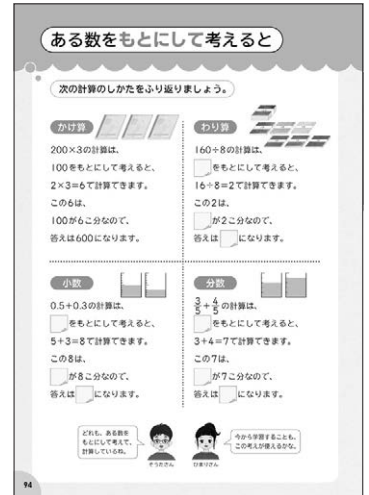 ある数をもとにして考えると
次の計算のしかたをふり返りましょう。
かけ算
200×3の計算は、
100をもとにして考えると、
2×3=6で計算できます。
この6は、
100が6こ分なので、
答えは600になります。
わり算
160÷8の計算は、
をもとにして考えると、
16÷8=2で計算できます。
この2は、
が2こ分なので、
答えは になります。
小数
0.5+0.3の計算は、
をもとにして考えると、
5+3=8で計算できます。
この8は、
が8こ分なので、
答えは になります。
分数
3/5+4/5の計算は、
をもとにして考えると、
3+4=7で計算できます。
この7は、
が7こ分なので、
答えは になります。
どれも、ある数を
もとにして考えて、
計算しているね。
そうたさん
今から学習することも、
この考えが使えるかな。
ひまりさん
94